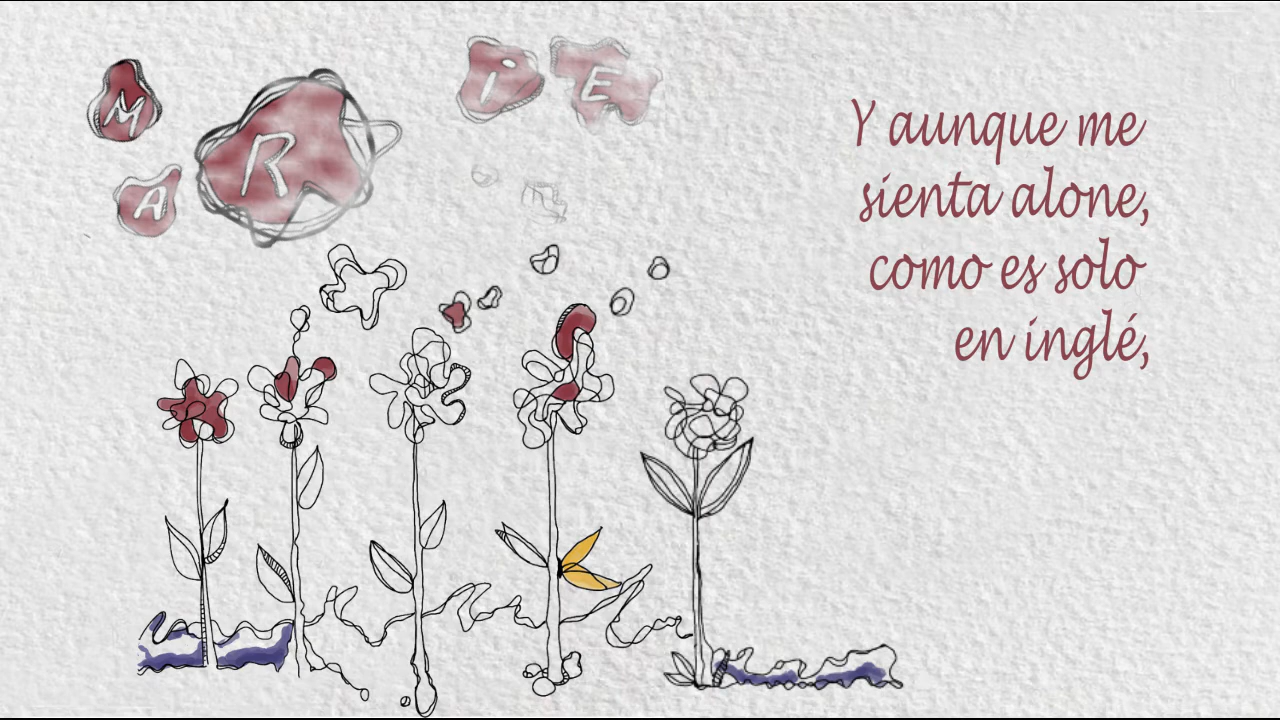 M
A
R
i
E
Y aunque me
sienta alone,
como es solo
en inglé,